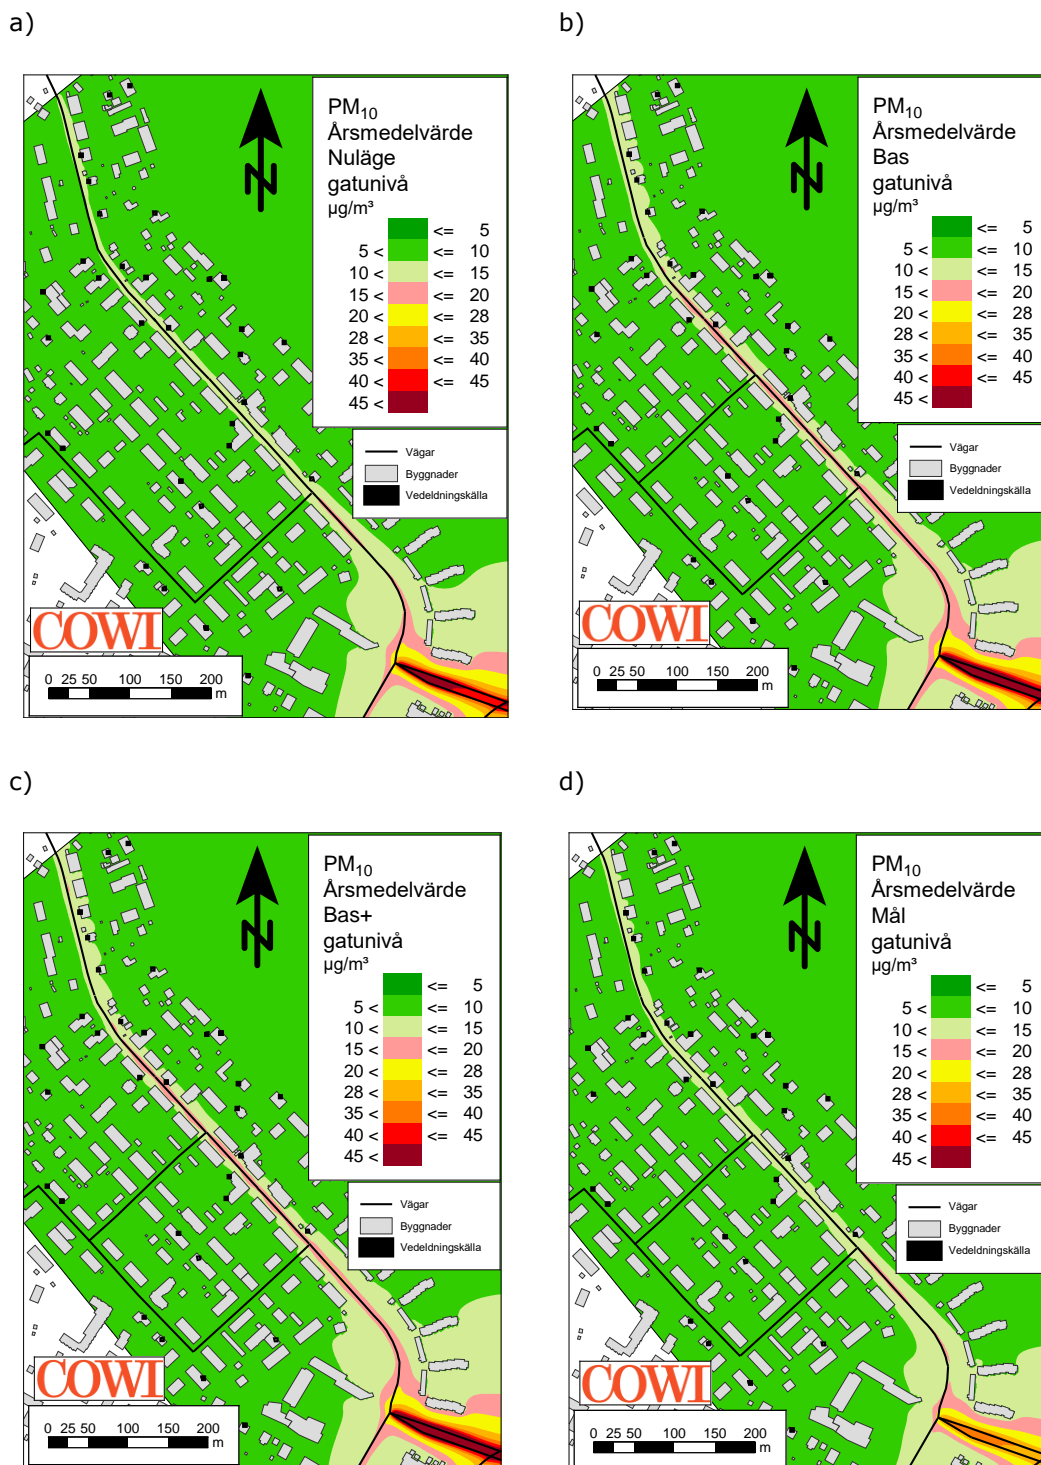 a)
PM10
Årsmedelvärde
Nuläge
gatunivå
µg/m³
<= 5
5 < <= 10
10 < <= 15
15 < <= 20
20 < <= 28
28 < <= 35
35 < <= 40
40 < <= 45
45 <
Vägar
Byggnader
Vedeldningskälla
N
COWI
0 25 50 100 150 200
m
b)
PM10
Årsmedelvärde
Bas
gatunivå
µg/m³
<= 5
5 < <= 10
10 < <= 15
15 < <= 20
20 < <= 28
28 < <= 35
35 < <= 40
40 < <= 45
45 <
Vägar
Byggnader
Vedeldningskälla
N
COWI
0 25 50 100 150 200
m
c)
PM10
Årsmedelvärde
Bas+
gatunivå
µg/m³
<= 5
5 < <= 10
10 < <= 15
15 < <= 20
20 < <= 28
28 < <= 35
35 < <= 40
40 < <= 45
45 <
Vägar
Byggnader
Vedeldningskälla
N
COWI
0 25 50 100 150 200
m
d)
PM10
Årsmedelvärde
Mål
gatunivå
µg/m³
<= 5
5 < <= 10
10 < <= 15
15 < <= 20
20 < <= 28
28 < <= 35
35 < <= 40
40 < <= 45
45 <
Vägar
Byggnader
Vedeldningskälla
N
COWI
0 25 50 100 150 200
m